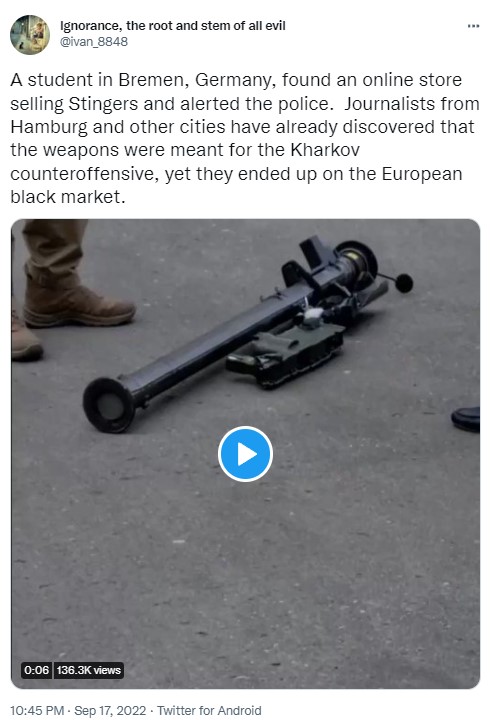 Ignorance, the root and stem of all evil
@ivan_8848
A student in Bremen, Germany, found an online store
selling Stingers and alerted the police.  Journalists from
Hamburg and other cities have already discovered that
the weapons were meant for the Kharkov
counteroffensive, yet they ended up on the European
black market.
0:06 136.3K views
10:45 PM · Sep 17, 2022 · Twitter for Android